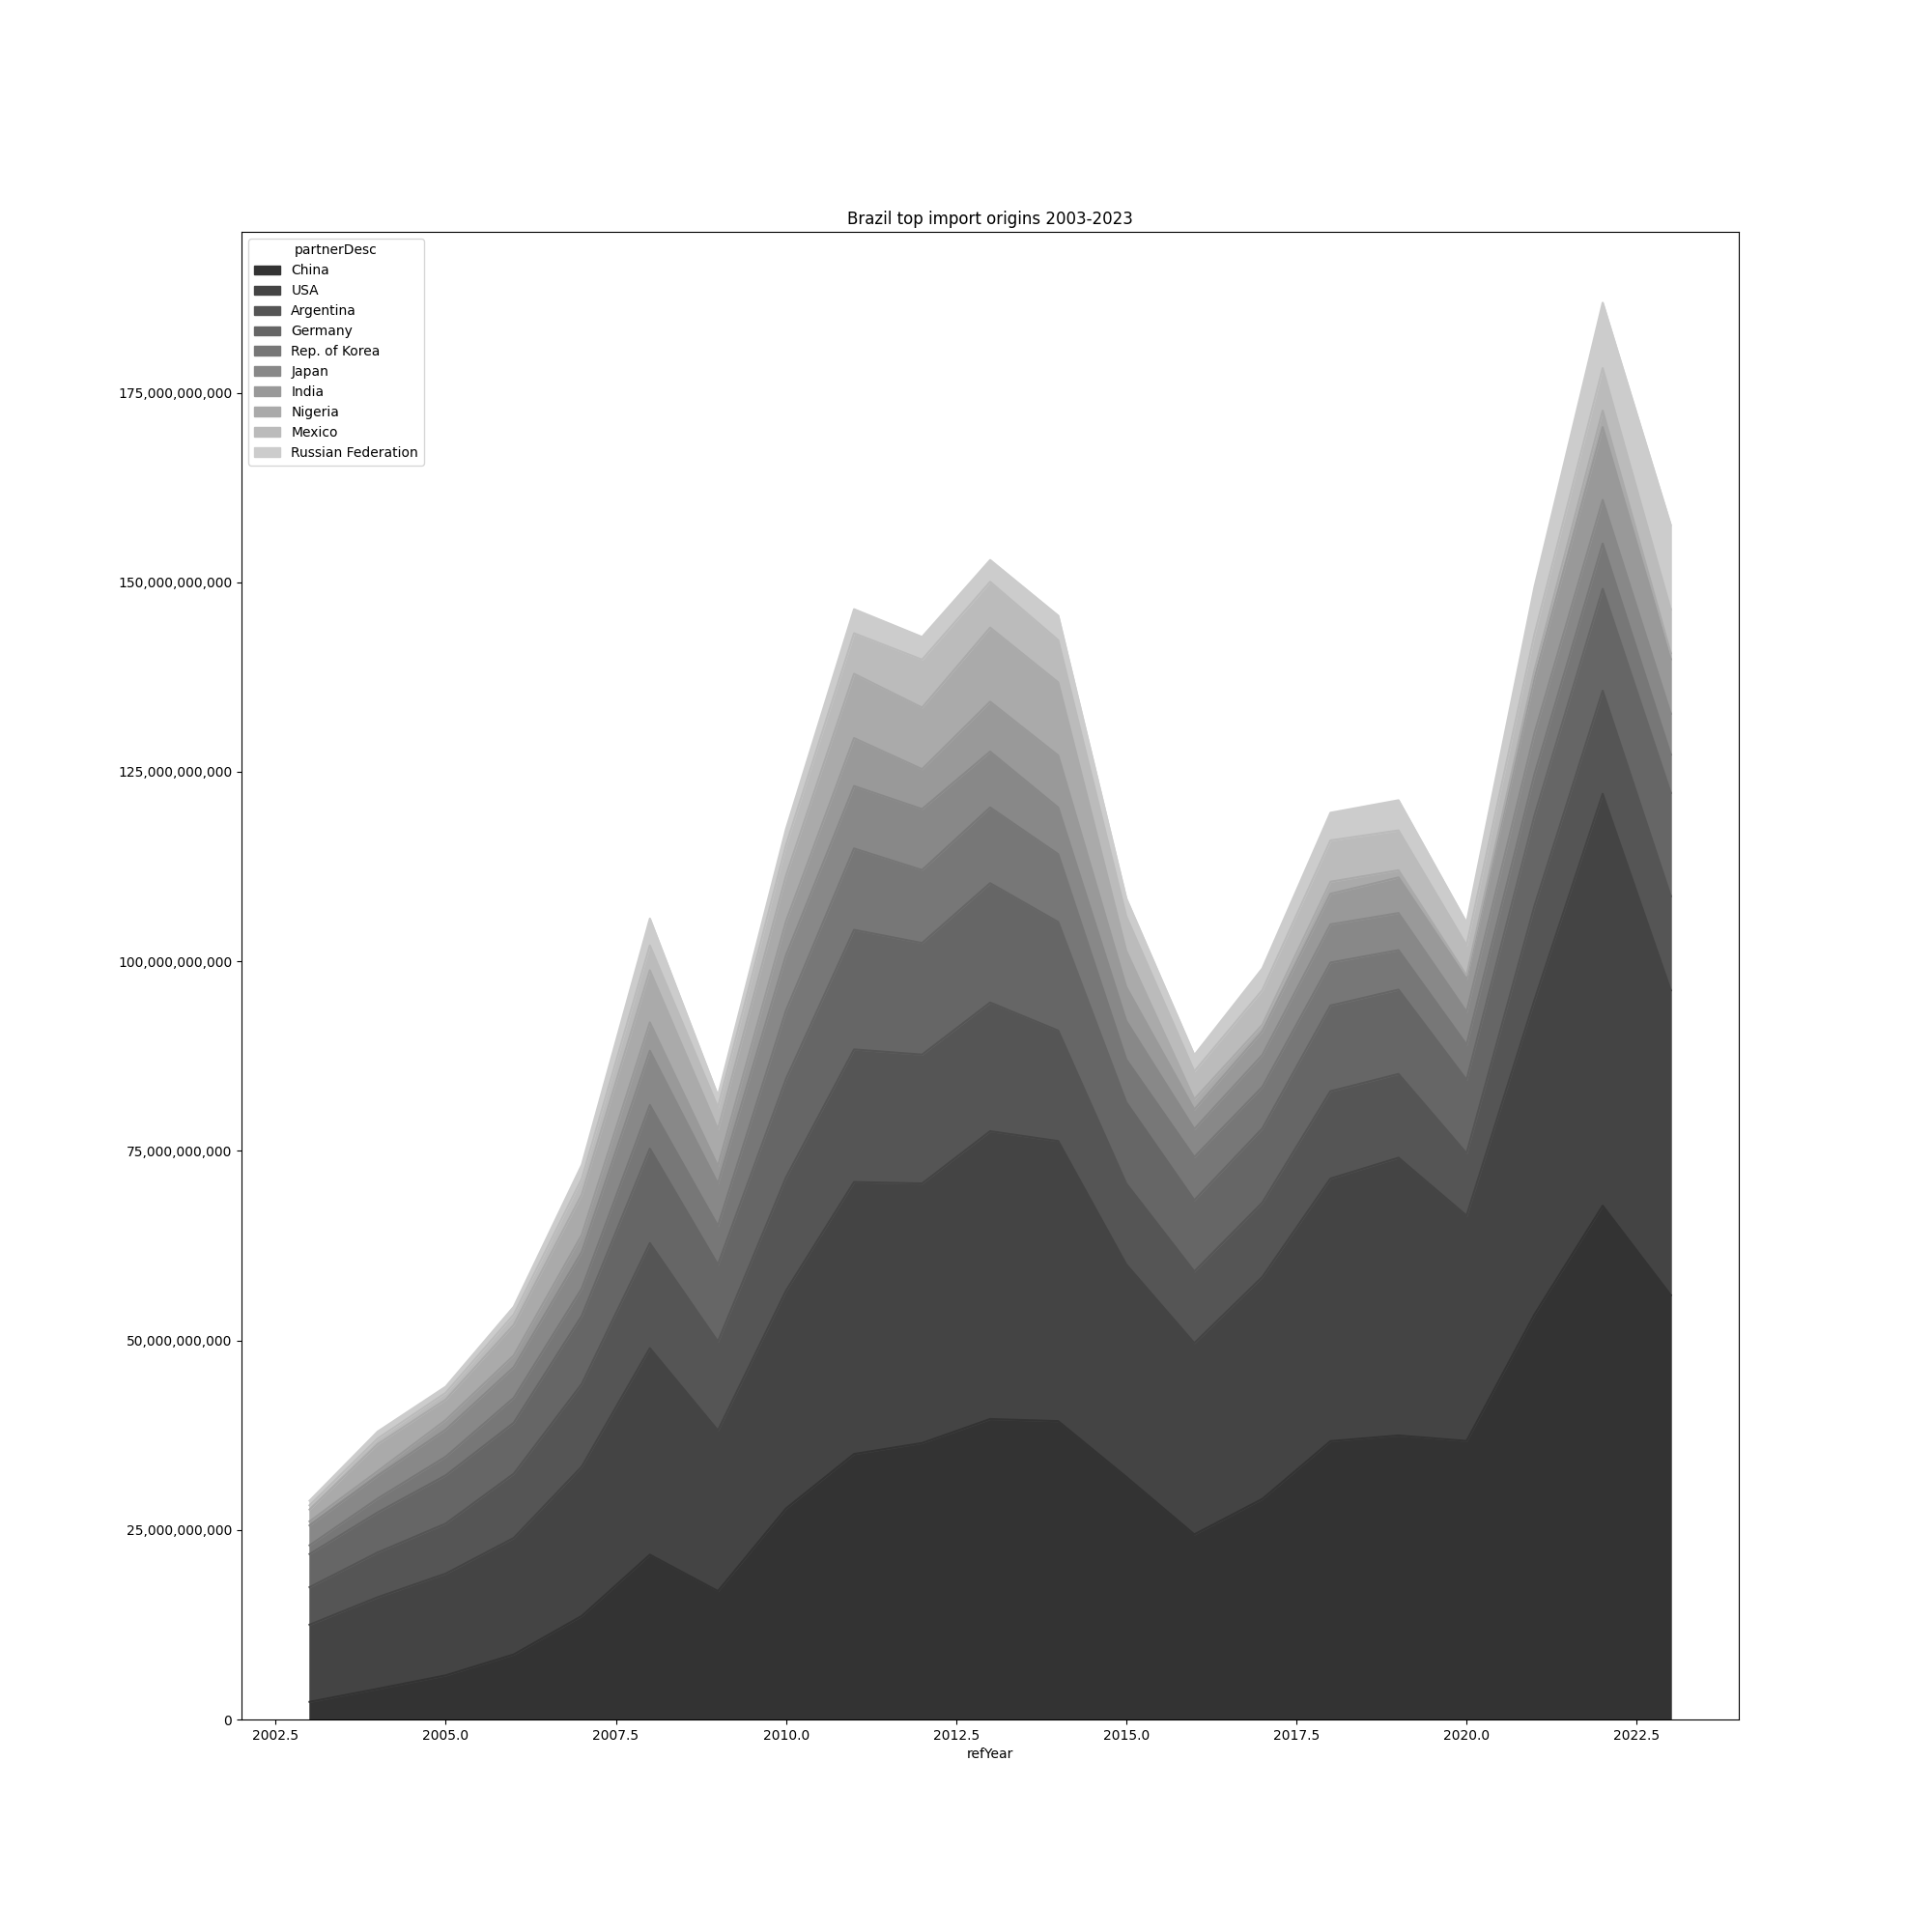 Brazil top import origins 2003-2023
partnerDesc
China
USA
Argentina
Germany
Rep. of Korea
Japan
India
Nigeria
Mexico
Russian Federation
175,000,000,000
150,000,000,000
125,000,000,000
100,000,000,000
75,000,000,000
50,000,000,000
25,000,000,000
0
2002.5 2005.0 2007.5 2010.0 2012.5 2015.0 2017.5 2020.0 2022.5
refYear